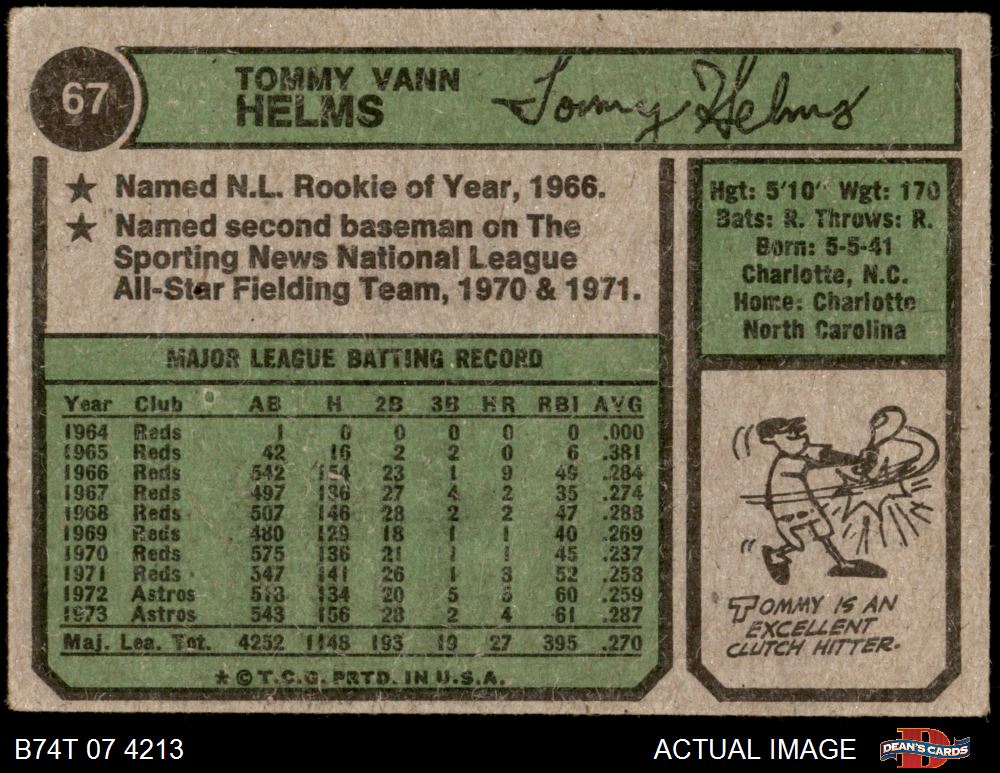 67
TOMMY VANN
HELMS
Tommy Helms
★ Named N.L. Rookie of Year, 1966.
★ Named second baseman on The
Sporting News National League
All-Star Fielding Team, 1970 & 1971.
Hgt: 5'10" Wgt: 170
Bats: R. Throws: R.
Born: 5-5-41
Charlotte, N.C.
Home: Charlotte
North Carolina
MAJOR LEAGUE BATTING RECORD
Year Club AB H 2B 3B HR RBI AVG
1964 Reds 1 0 0 0 0 0 .000
1965 Reds 42 16 2 2 0 6 .381
1966 Reds 542 154 23 1 9 49 .284
1967 Reds 497 136 27 4 2 35 .274
1968 Reds 507 146 28 2 2 47 .288
1969 Reds 480 129 18 1 1 40 .269
1970 Reds 575 136 21 1 1 45 .237
1971 Reds 547 141 26 1 3 52 .258
1972 Astros 518 134 20 5 5 60 .259
1973 Astros 543 156 28 2 4 61 .287
Maj. Lea. Tot. 4252 1148 193 19 27 395 .270
★ © T.C.G. PRTD. IN U.S.A.
TOMMY IS AN
EXCELLENT
CLUTCH HITTER.
B74T 07 4213
ACTUAL IMAGE
DEAN'S CARDS